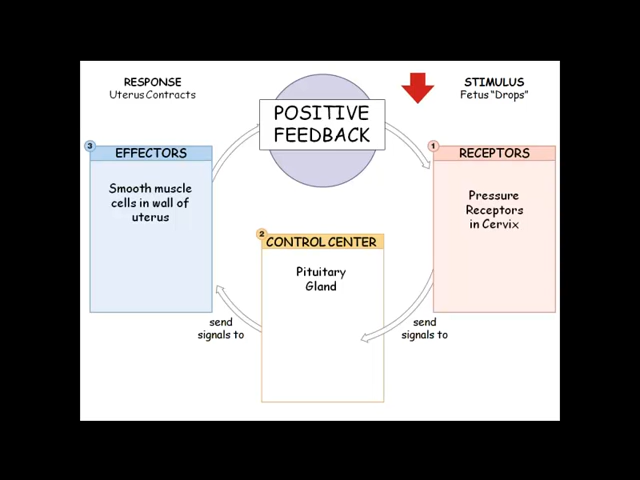 RESPONSE
Uterus Contracts
POSITIVE
FEEDBACK
STIMULUS
Fetus "Drops"
3
EFFECTORS
Smooth muscle
cells in wall of
uterus
1
RECEPTORS
Pressure
Receptors
in Cervix
2
CONTROL CENTER
Pituitary
Gland
send
signals to
send
signals to